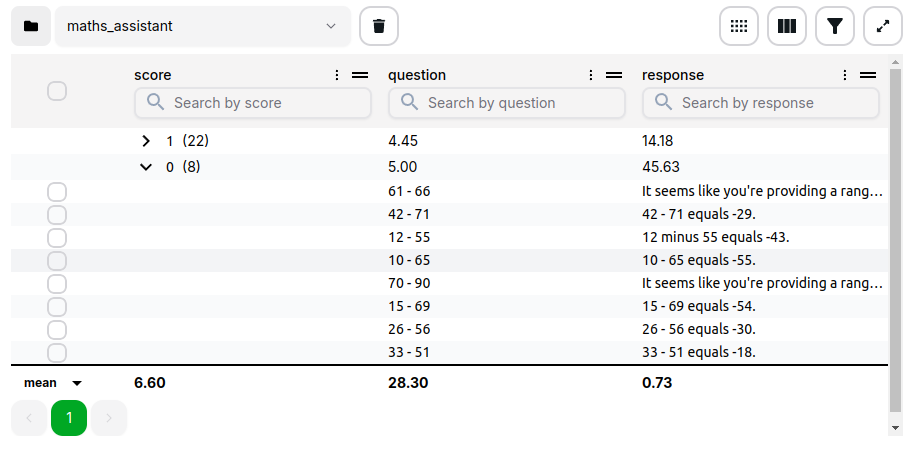 maths_assistant
score question response
Search by score Search by question Search by response
1 (22) 4.45 14.18
0 (8) 5.00 45.63
61 - 66 It seems like you're providing a rang...
42 - 71 42 - 71 equals -29.
12 - 55 12 minus 55 equals -43.
10 - 65 10 - 65 equals -55.
70 - 90 It seems like you're providing a rang...
15 - 69 15 - 69 equals -54.
26 - 56 26 - 56 equals -30.
33 - 51 33 - 51 equals -18.
mean 6.60 28.30 0.73
1